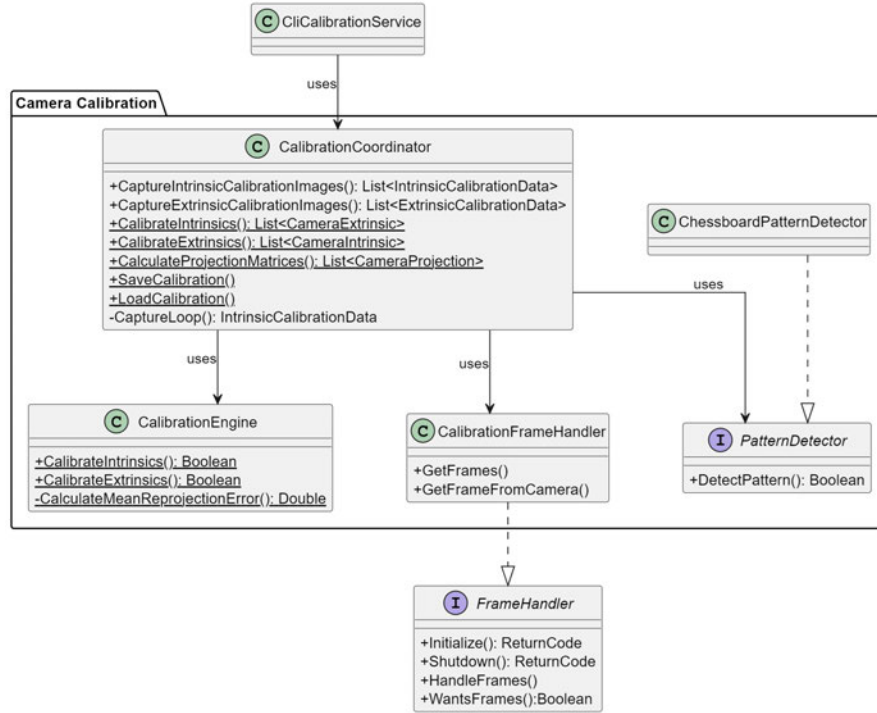 C CliCalibrationService
uses
Camera Calibration
C CalibrationCoordinator
+CaptureIntrinsicCalibrationImages(): List<IntrinsicCalibrationData>
+CaptureExtrinsicCalibrationImages(): List<ExtrinsicCalibrationData>
+CalibrateIntrinsics(): List<CameraExtrinsic>
+CalibrateExtrinsics(): List<CameraIntrinsic>
+CalculateProjectionMatrices(): List<CameraProjection>
+SaveCalibration()
+LoadCalibration()
-CaptureLoop(): IntrinsicCalibrationData
C ChessboardPatternDetector
uses
uses
uses
C CalibrationEngine
+CalibrateIntrinsics(): Boolean
+CalibrateExtrinsics(): Boolean
-CalculateMeanReprojectionError(): Double
C CalibrationFrameHandler
+GetFrames()
+GetFrameFromCamera()
I PatternDetector
+DetectPattern(): Boolean
I FrameHandler
+Initialize(): ReturnCode
+Shutdown(): ReturnCode
+HandleFrames()
+WantsFrames():Boolean